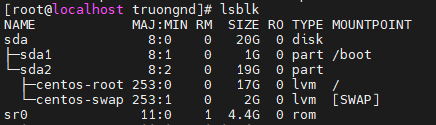 [root@localhost truongnd]# lsblk
NAME            MAJ:MIN RM  SIZE RO TYPE MOUNTPOINT
sda               8:0    0   20G  0 disk
├─sda1            8:1    0    1G  0 part /boot
└─sda2            8:2    0   19G  0 part
  ├─centos-root 253:0    0   17G  0 lvm  /
  └─centos-swap 253:1    0    2G  0 lvm  [SWAP]
sr0              11:0    1  4.4G  0 rom